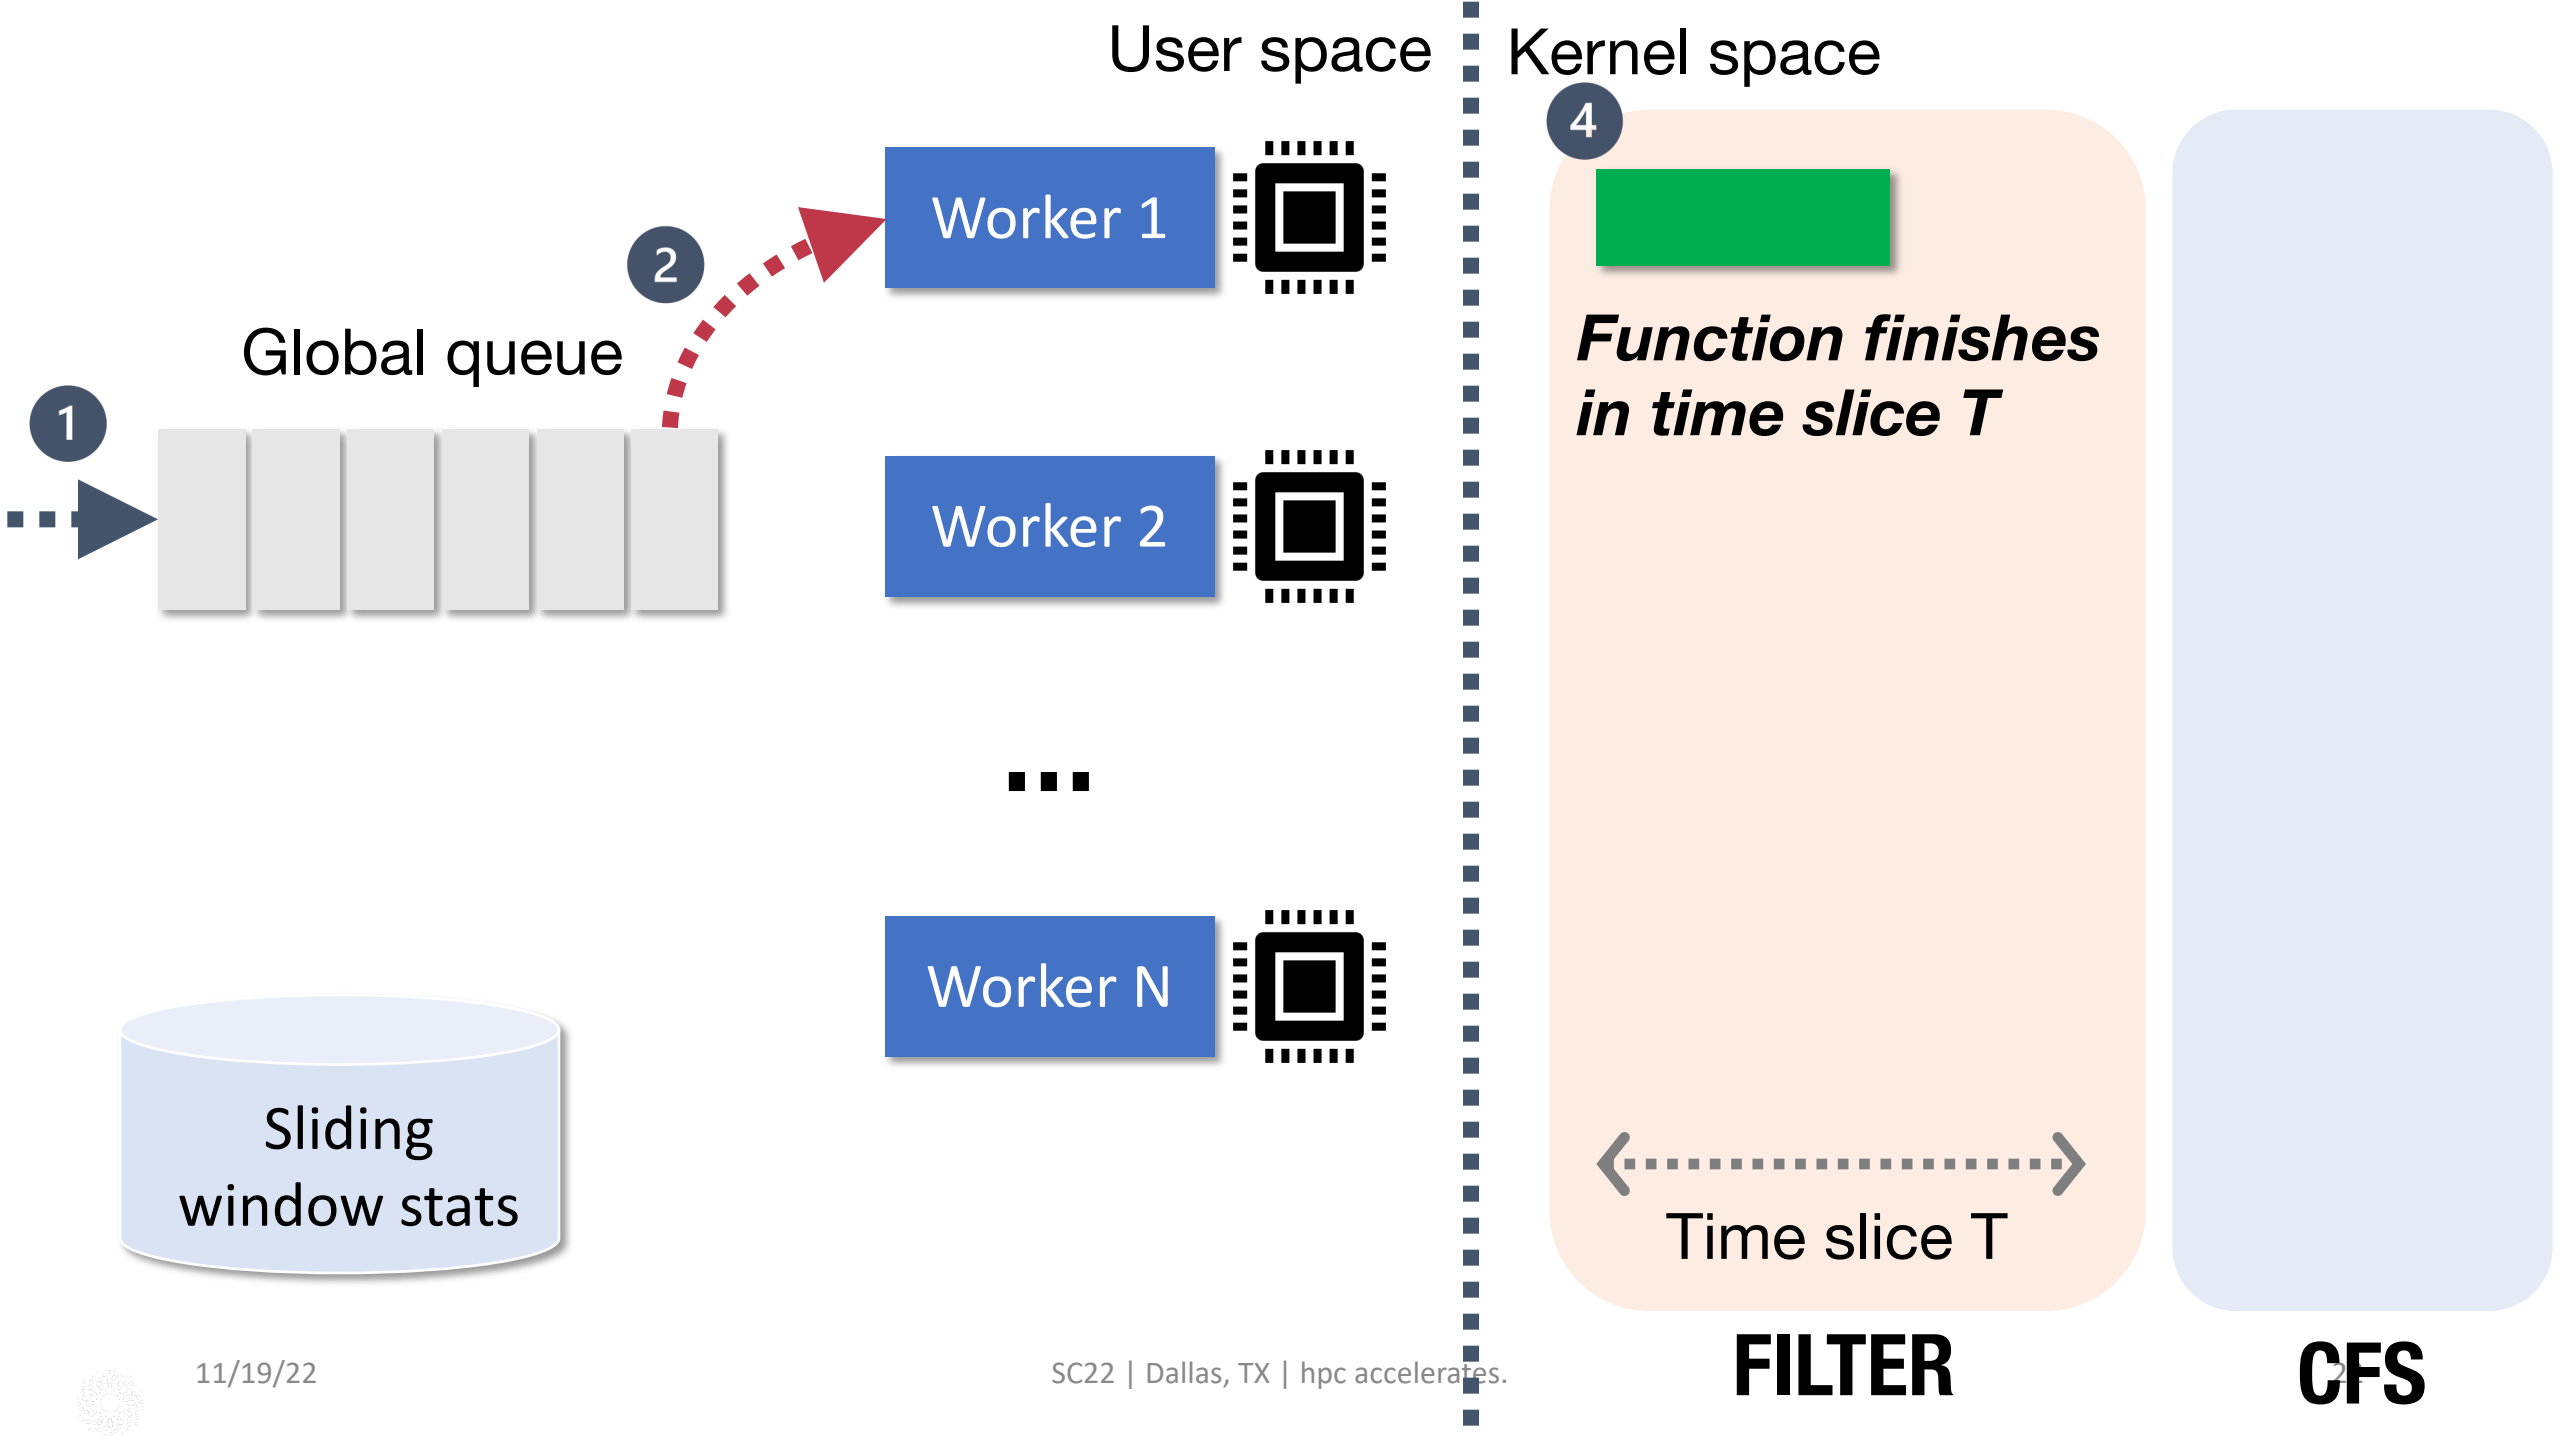 User space
Kernel space
4
Worker 1
2
Function finishes
in time slice T
Global queue
1
Worker 2
...
Worker N
Sliding
window stats
Time slice T
FILTER
CFS
11/19/22
SC22 | Dallas, TX | hpc accelerates.